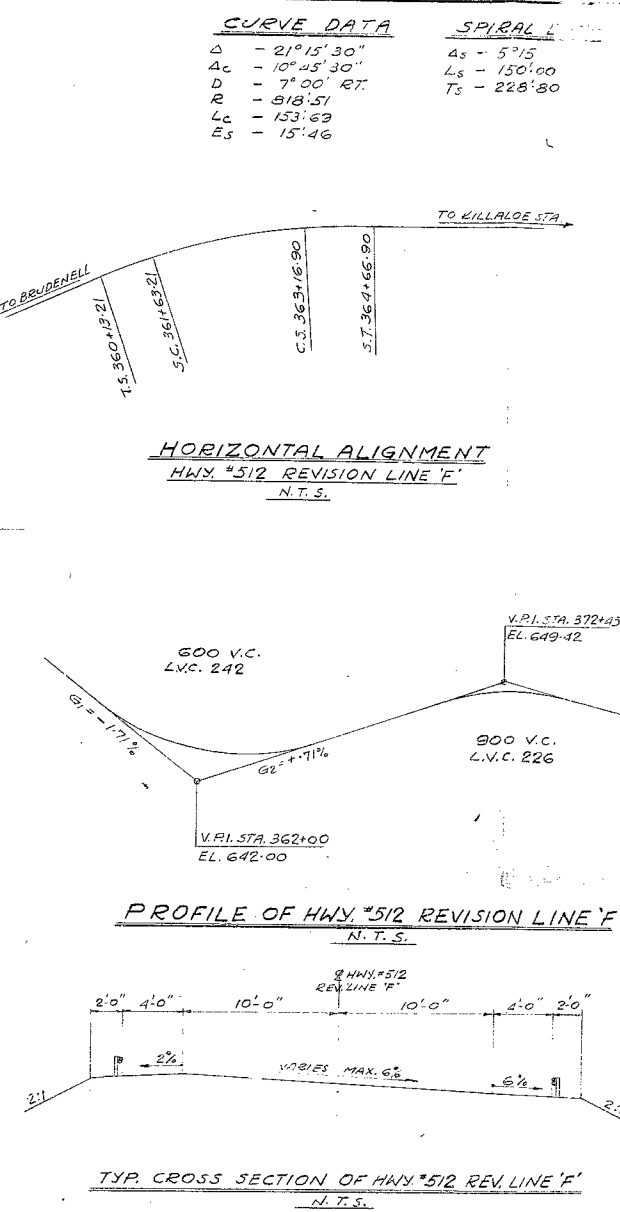 CURVE DATA
Δ - 21°15'30"
Δc - 10°45'30"
D - 7°00' RT.
R - 818.51
Lc - 153.69
Es - 15.46
SPIRAL
Δs - 5°15
Ls - 150.00
Ts - 228.80
TO BRUDENELL
TO KILLALOE STA.
T.S. 360+13.21
S.C. 361+63.21
C.S. 363+16.90
S.T. 364+66.90
HORIZONTAL ALIGNMENT
HWY. #512 REVISION LINE 'F'
N.T.S.
600 V.C.
L.V.C. 242
G1 = -1.71%
G2 = +.71%
V.P.I. STA. 362+00
EL. 642.00
V.P.I. STA. 372+45
EL. 649.42
900 V.C.
L.V.C. 226
PROFILE OF HWY. #512 REVISION LINE 'F
N.T.S.
℄ HWY. #512
REV. LINE 'F'
2'-0" 4'-0" 10'-0" 10'-0" 4'-0" 2'-0"
2% VARIES MAX. 6% 6%
2:1 2:1
TYP. CROSS SECTION OF HWY. #512 REV. LINE 'F'
N.T.S.